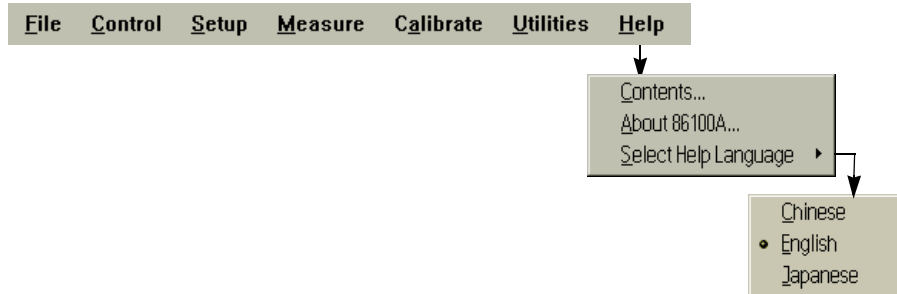 File Control Setup Measure Calibrate Utilities Help
Contents...
About 86100A...
Select Help Language
Chinese
English
Japanese